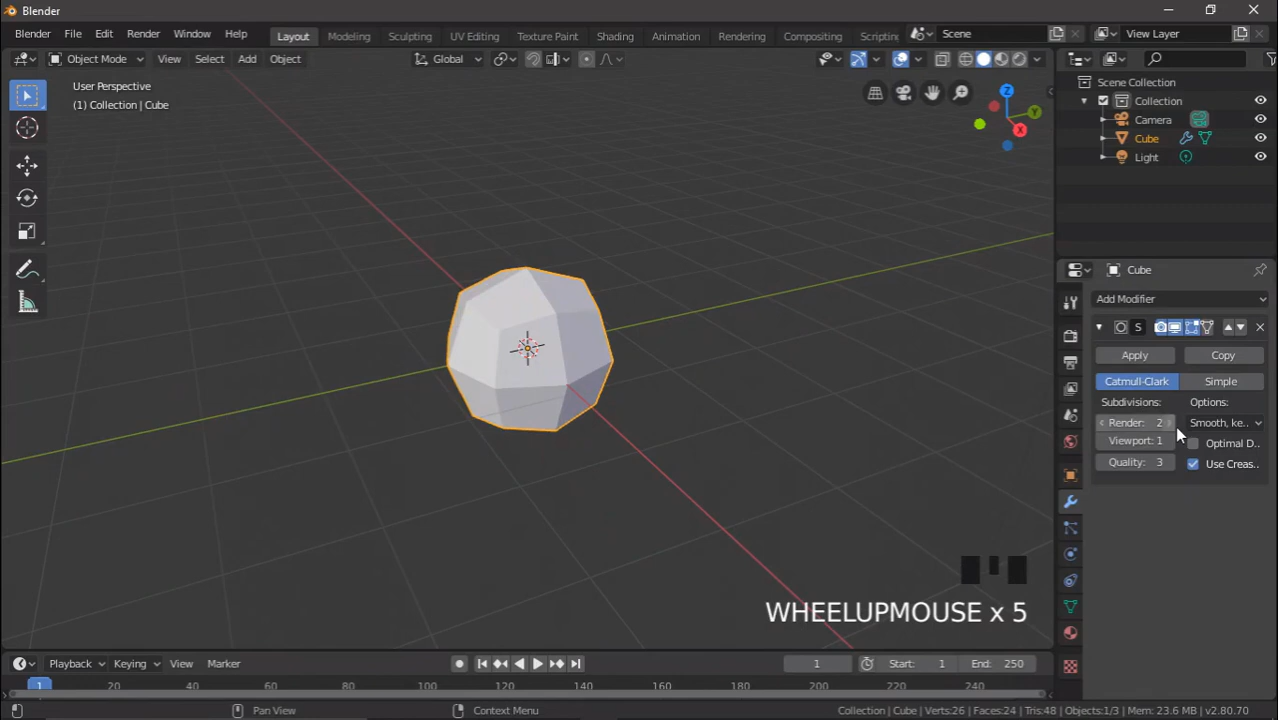 Blender
Blender File Edit Render Window Help Layout Modeling Sculpting UV Editing Texture Paint Shading Animation Rendering Compositing Scriptin Scene View Layer
Object Mode View Select Add Object Global
User Perspective
(1) Collection | Cube
Z
Y
X
Scene Collection
Collection
Camera
Cube
Light
Cube
Add Modifier
S
Apply Copy
Catmull-Clark Simple
Subdivisions: Options:
Render: 2 Smooth, ke..
Viewport: 1 Optimal D..
Quality: 3 Use Creas..
WHEELUPMOUSE x 5
Playback Keying View Marker 1 Start: 1 End: 250
1 20 40 60 80 100 120 140 160 180 200 220 240
Pan View Context Menu Collection | Cube | Verts:26 | Faces:24 | Tris:48 | Objects:1/3 | Mem: 23.6 MB | v2.80.70